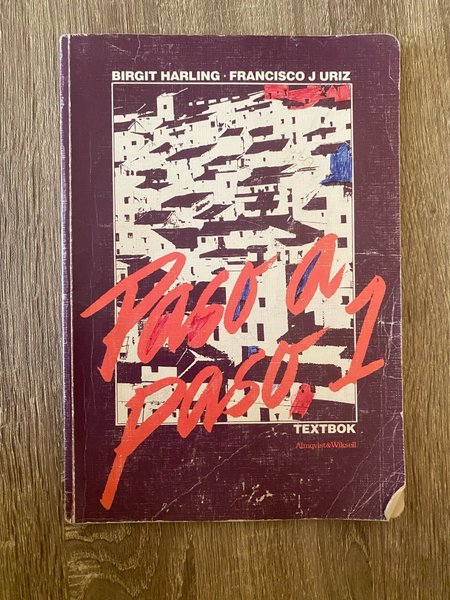 BIRGIT HARLING · FRANCISCO J URIZ
Paso a
paso, 1
TEXTBOK
Almqvist&Wiksell